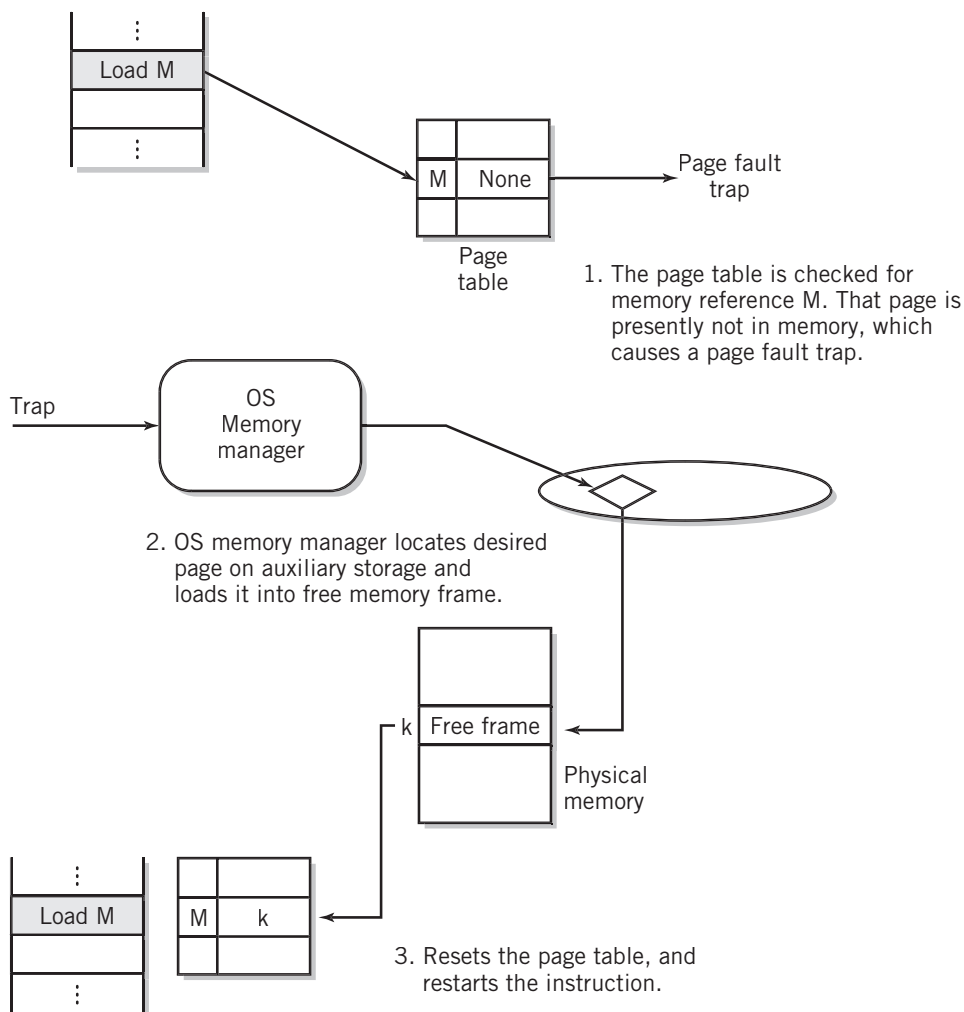 Load M
M None
Page fault
trap
Page
table
1. The page table is checked for
memory reference M. That page is
presently not in memory, which
causes a page fault trap.
Trap
OS
Memory
manager
2. OS memory manager locates desired
page on auxiliary storage and
loads it into free memory frame.
k Free frame
Physical
memory
Load M
M k
3. Resets the page table, and
restarts the instruction.